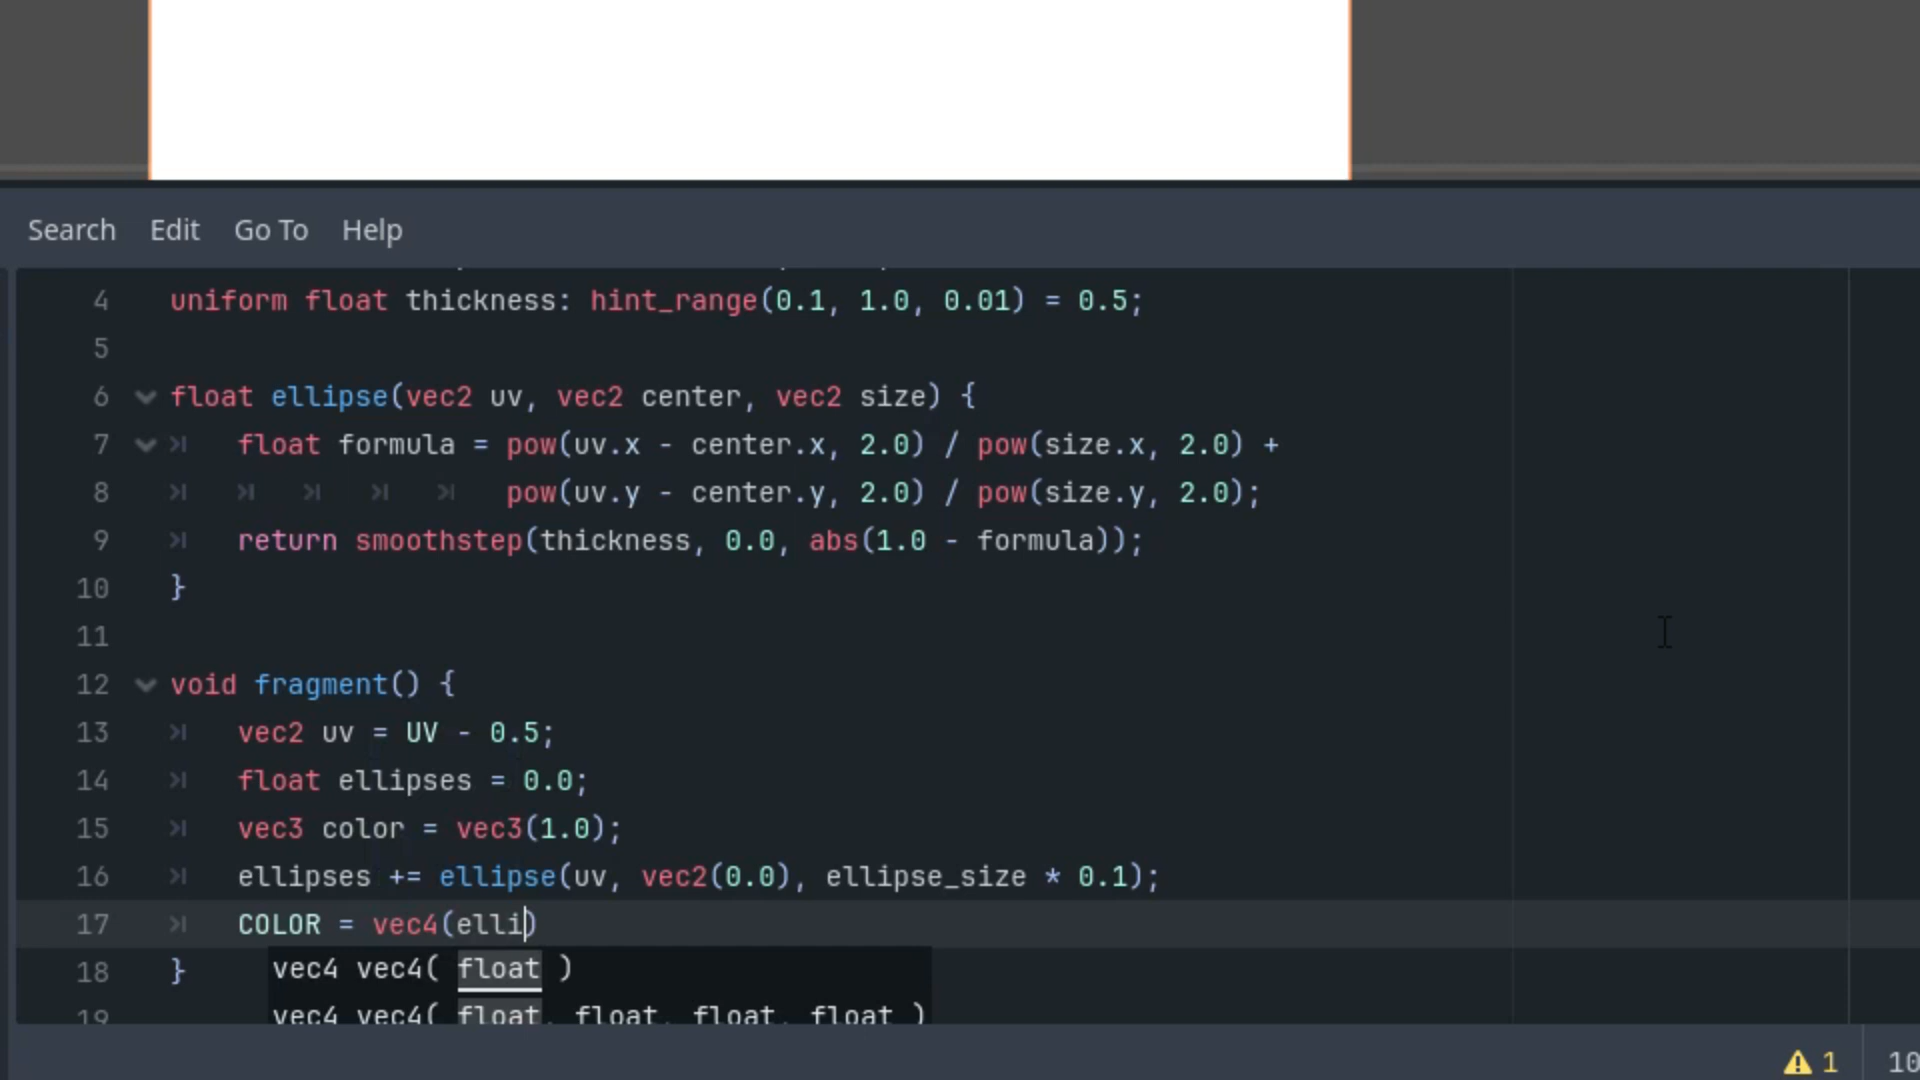 Search Edit Go To Help
4 uniform float thickness: hint_range(0.1, 1.0, 0.01) = 0.5;
5
6 float ellipse(vec2 uv, vec2 center, vec2 size) {
7 float formula = pow(uv.x - center.x, 2.0) / pow(size.x, 2.0) +
8 pow(uv.y - center.y, 2.0) / pow(size.y, 2.0);
9 return smoothstep(thickness, 0.0, abs(1.0 - formula));
10 }
11
12 void fragment() {
13 vec2 uv = UV - 0.5;
14 float ellipses = 0.0;
15 vec3 color = vec3(1.0);
16 ellipses += ellipse(uv, vec2(0.0), ellipse_size * 0.1);
17 COLOR = vec4(elli)
18 }
vec4 vec4( float )
19
vec4 vec4( float, float, float, float )
1
10